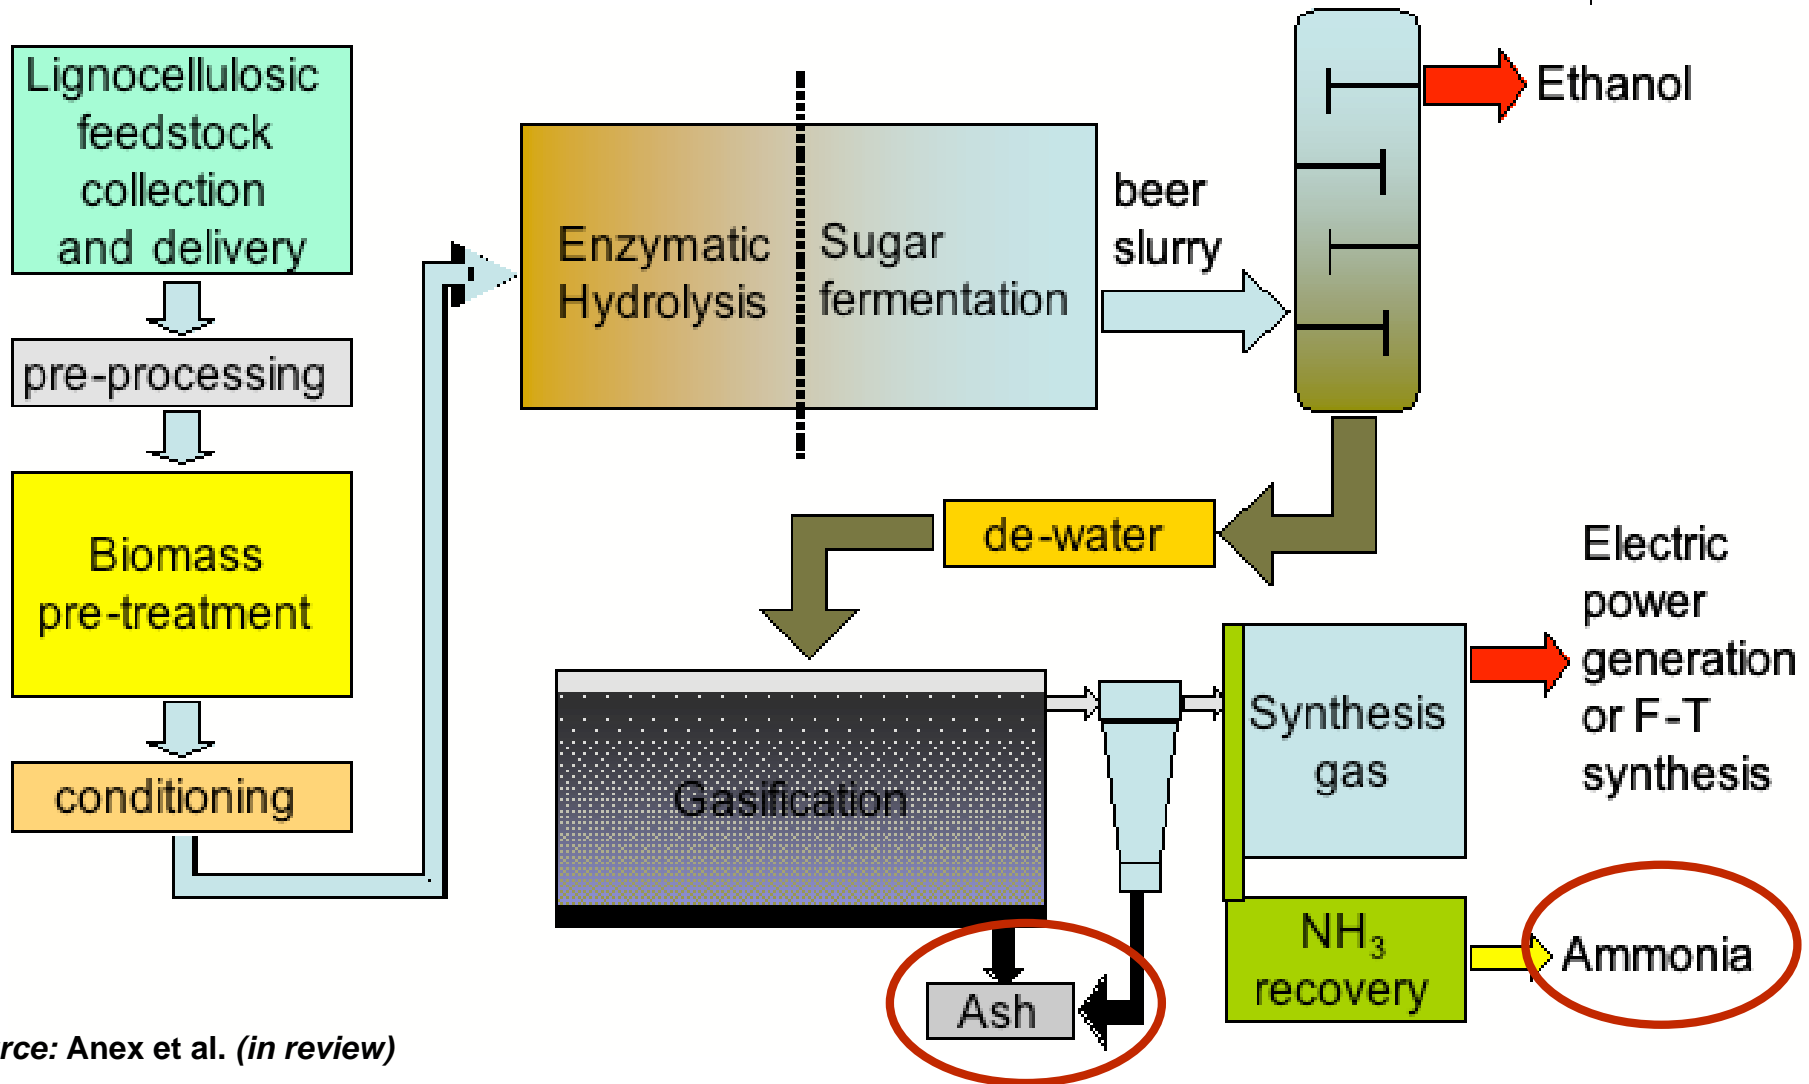 Lignocellulosic
feedstock
collection
and delivery
pre-processing
Biomass
pre-treatment
conditioning
Enzymatic
Hydrolysis
Sugar
fermentation
beer
slurry
Ethanol
de-water
Gasification
Ash
Synthesis
gas
Electric
power
generation
or F-T
synthesis
NH3
recovery
Ammonia
rce: Anex et al. (in review)